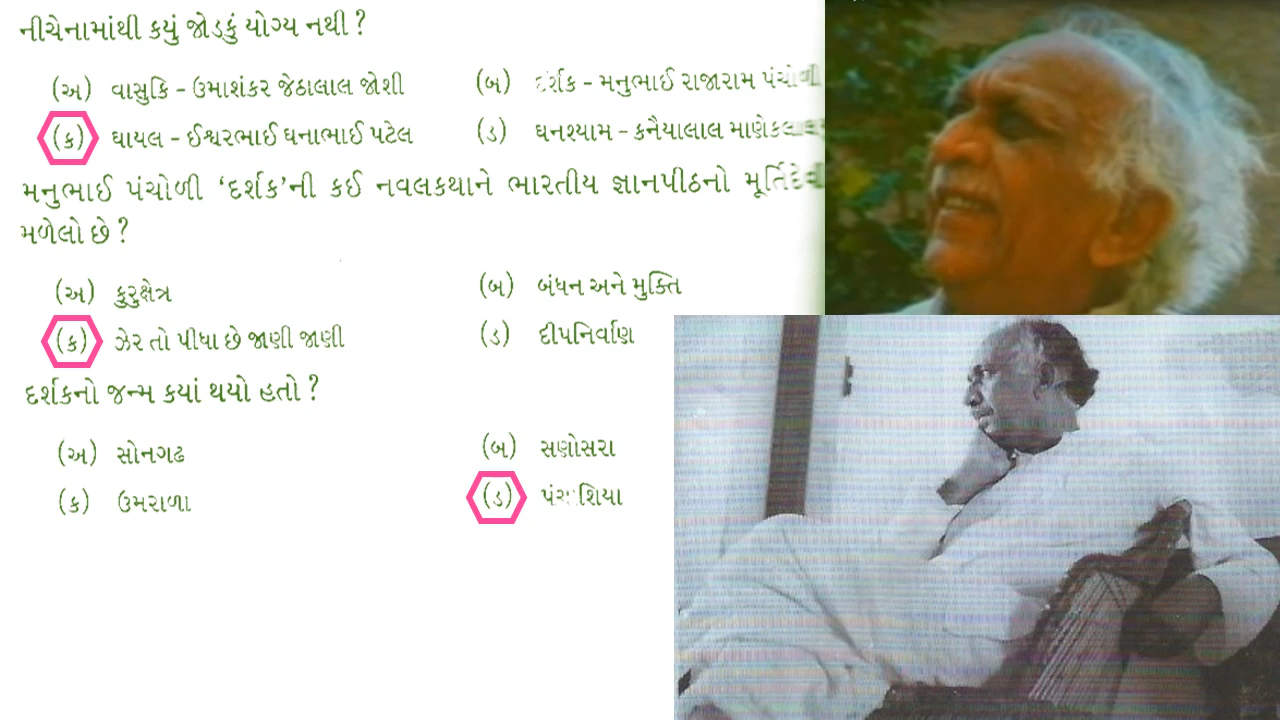 નીચેનામાંથી કયું જોડકું યોગ્ય નથી ?
(અ) વાસુકિ - ઉમાશંકર જેઠાલાલ જોશી (બ) દર્શક - મનુભાઈ રાજારામ પંચોળી
(ક) ઘાયલ - ઈશ્વરભાઈ ઘનાભાઈ પટેલ (ડ) ઘનશ્યામ - કનૈયાલાલ માણેકલાલ
મનુભાઈ પંચોળી ‘દર્શક’ની કઈ નવલકથાને ભારતીય જ્ઞાનપીઠનો મૂર્તિદેવી
મળેલો છે ?
(અ) કુરુક્ષેત્ર (બ) બંધન અને મુક્તિ
(ક) ઝેર તો પીધા છે જાણી જાણી (ડ) દીપનિર્વાણ
દર્શકનો જન્મ કયાં થયો હતો ?
(અ) સોનગઢ (બ) સણોસરા
(ક) ઉમરાળા (ડ)